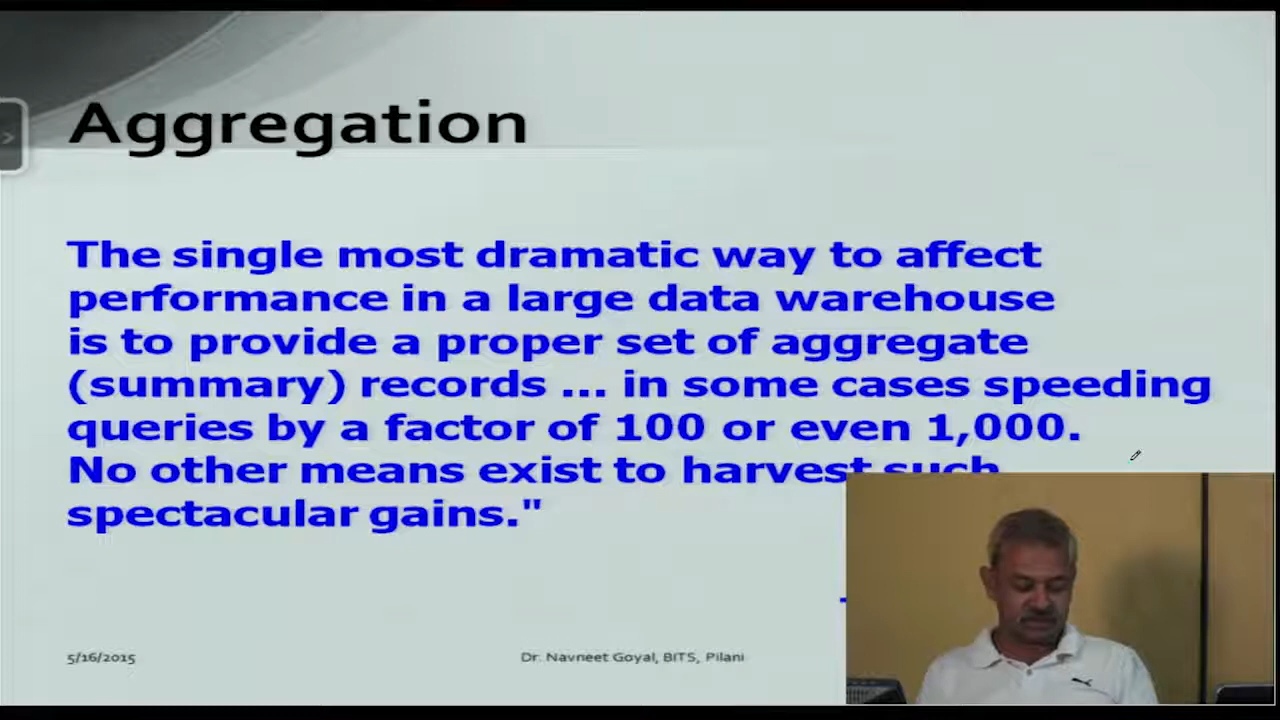 Aggregation
The single most dramatic way to affect
performance in a large data warehouse
is to provide a proper set of aggregate
(summary) records ... in some cases speeding
queries by a factor of 100 or even 1,000.
No other means exist to harvest such
spectacular gains."
5/16/2015
Dr. Navneet Goyal, BITS, Pilani